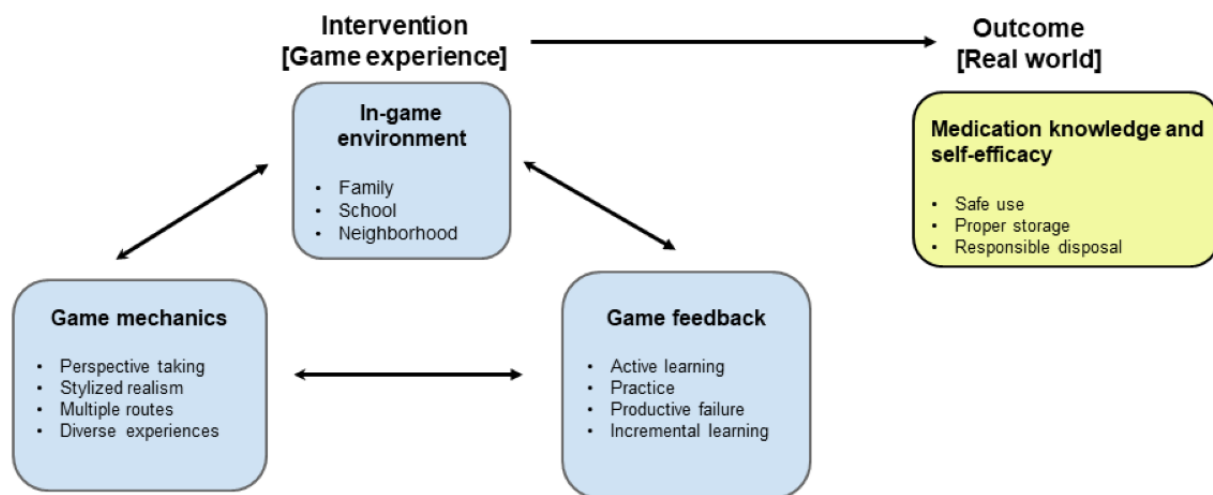 Intervention
[Game experience]
Outcome
[Real world]
In-game
environment
• Family
• School
• Neighborhood
Medication knowledge and
self-efficacy
• Safe use
• Proper storage
• Responsible disposal
Game mechanics
• Perspective taking
• Stylized realism
• Multiple routes
• Diverse experiences
Game feedback
• Active learning
• Practice
• Productive failure
• Incremental learning